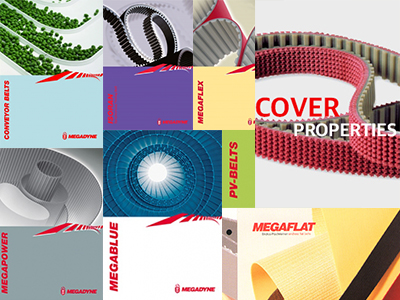 CONVEYOR BELTS
MEGADYNE
MEGAFLEX
COVER
PROPERTIES
PV-BELTS
MEGAPOWER
MEGADYNE
MEGABLUE
MEGADYNE
MEGAFLAT